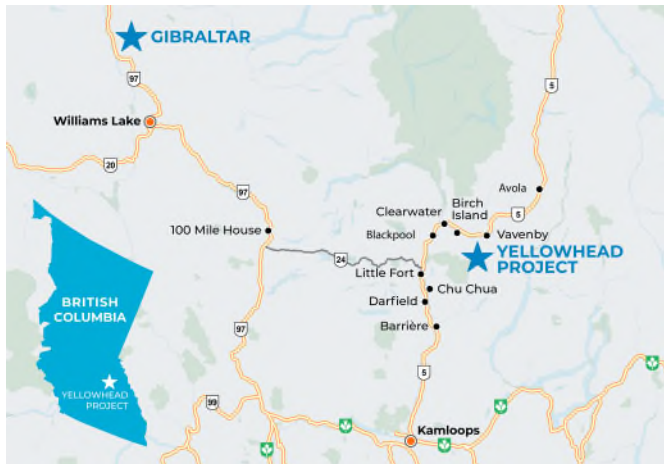 GIBRALTAR
97
Williams Lake
20
97
5
Avola
Clearwater
Birch
Island
5
100 Mile House
Blackpool
Vavenby
24
YELLOWHEAD
PROJECT
Little Fort
Chu Chua
Darfield
BRITISH
COLUMBIA
97
Barrière
5
YELLOWHEAD
PROJECT
99
Kamloops